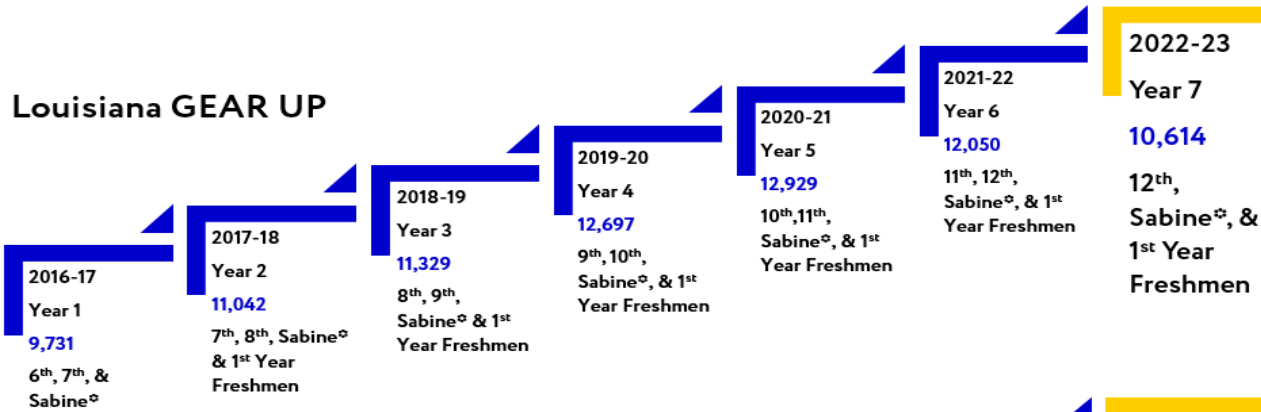 Louisiana GEAR UP
2016-17
Year 1
9,731
6th, 7th, &
Sabine✡
2017-18
Year 2
11,042
7th, 8th, Sabine✡
& 1st Year
Freshmen
2018-19
Year 3
11,329
8th, 9th,
Sabine✡ & 1st
Year Freshmen
2019-20
Year 4
12,697
9th, 10th,
Sabine✡, & 1st
Year Freshmen
2020-21
Year 5
12,929
10th,11th,
Sabine✡, & 1st
Year Freshmen
2021-22
Year 6
12,050
11th, 12th,
Sabine✡, & 1st
Year Freshmen
2022-23
Year 7
10,614
12th,
Sabine✡, &
1st Year
Freshmen